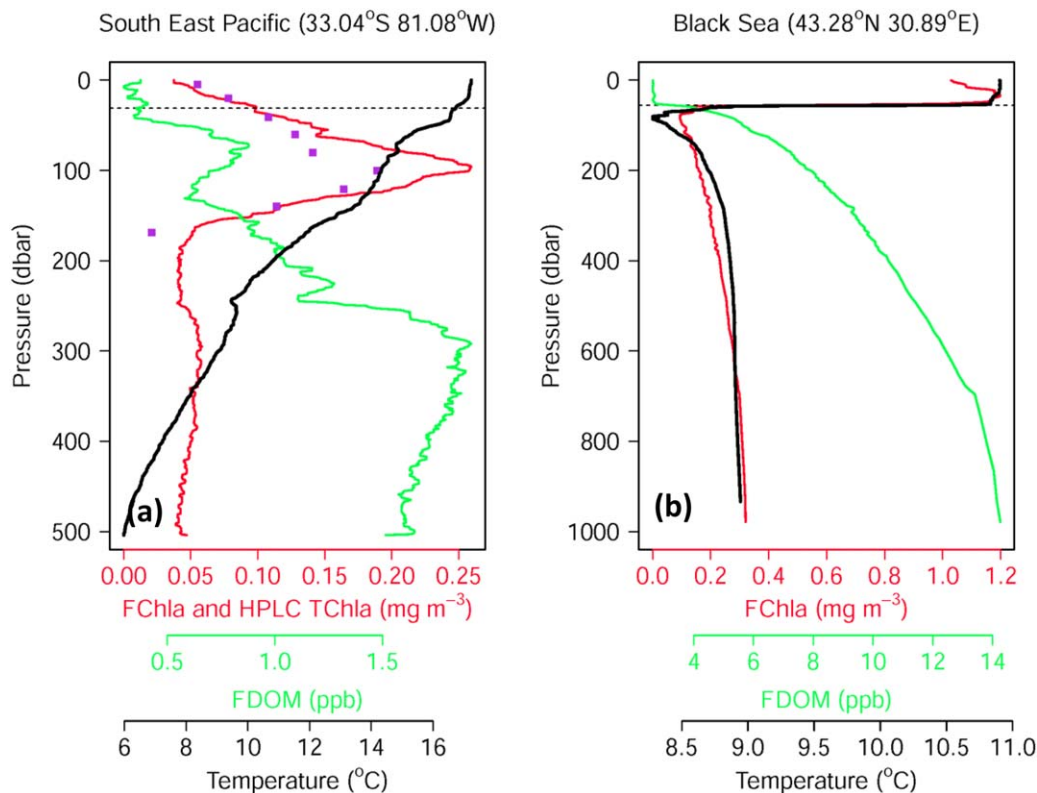 South East Pacific (33.04°S 81.08°W)
Pressure (dbar)
0
100
200
300
400
500
(a)
0.00 0.05 0.10 0.15 0.20 0.25
FChla and HPLC TChla (mg m⁻³)
0.5 1.0 1.5
FDOM (ppb)
6 8 10 12 14 16
Temperature (°C)
Black Sea (43.28°N 30.89°E)
Pressure (dbar)
0
200
400
600
800
1000
(b)
0.0 0.2 0.4 0.6 0.8 1.0 1.2
FChla (mg m⁻³)
4 6 8 10 12 14
FDOM (ppb)
8.5 9.0 9.5 10.0 10.5 11.0
Temperature (°C)